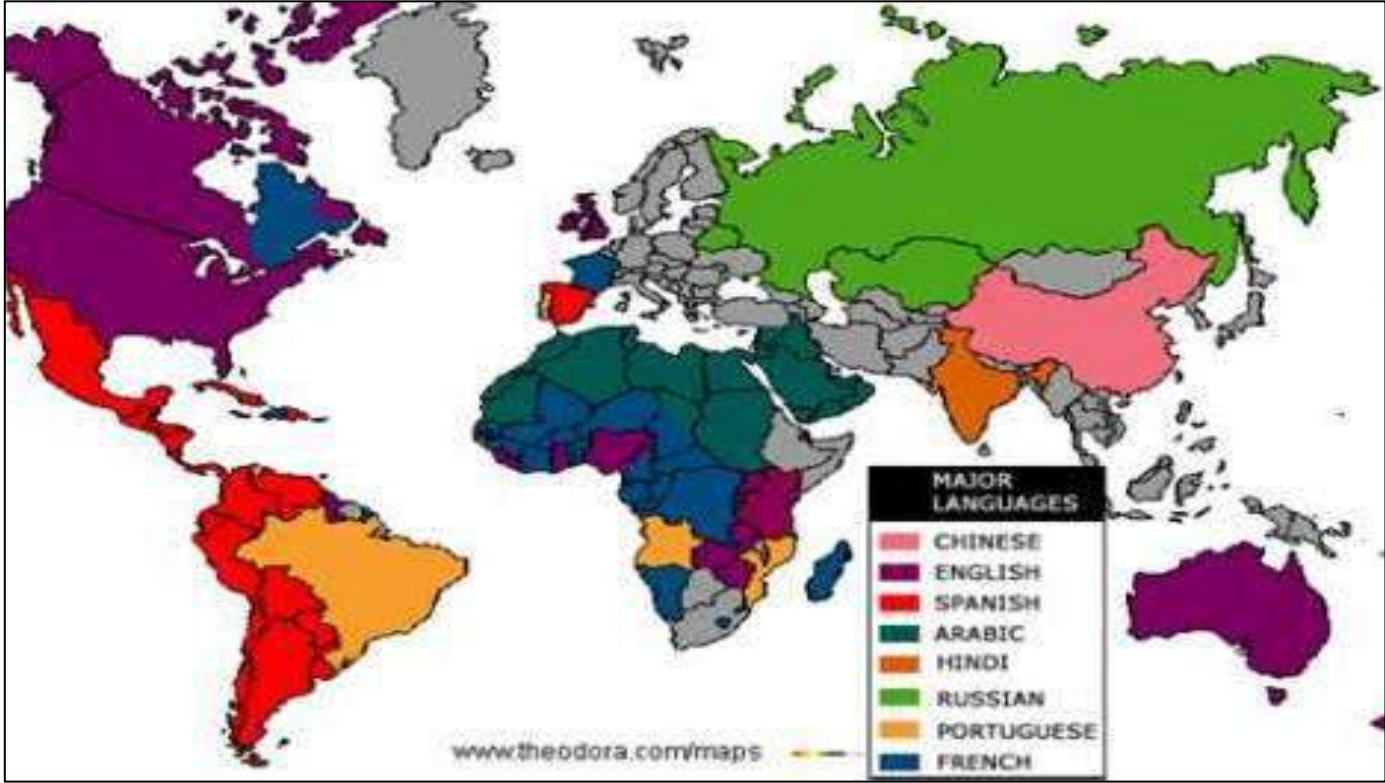 MAJOR
LANGUAGES
CHINESE
ENGLISH
SPANISH
ARABIC
HINDI
RUSSIAN
PORTUGUESE
FRENCH
www.theodora.com/maps